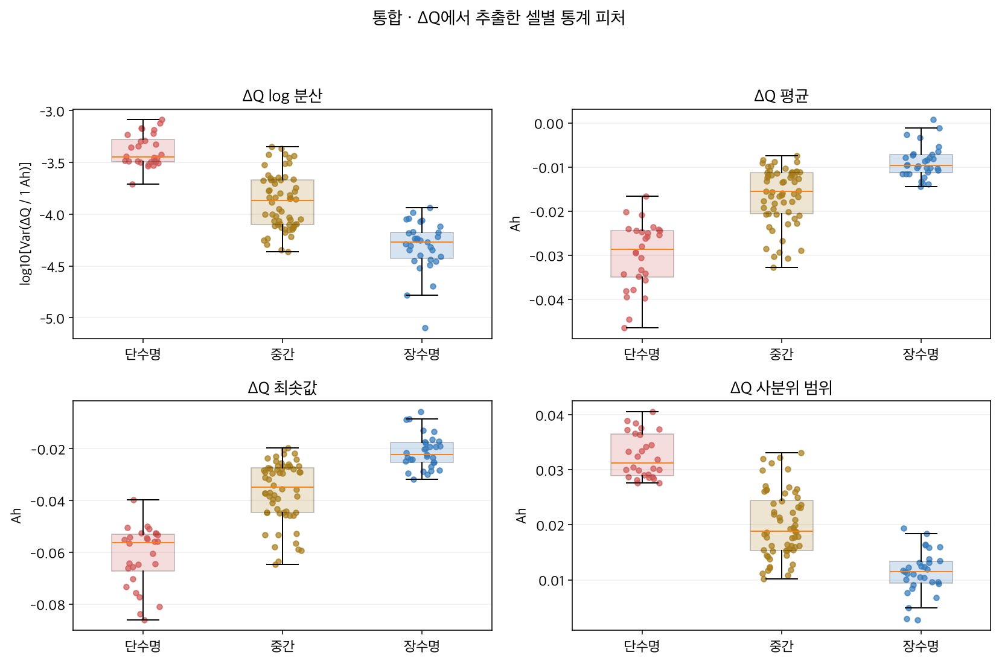 통합 · ΔQ에서 추출한 셀별 통계 피처
ΔQ log 분산
log10[Var(ΔQ / 1 Ah)]
-3.0
-3.5
-4.0
-4.5
-5.0
단수명 중간 장수명
ΔQ 평균
Ah
0.00
-0.01
-0.02
-0.03
-0.04
단수명 중간 장수명
ΔQ 최솟값
Ah
-0.02
-0.04
-0.06
-0.08
단수명 중간 장수명
ΔQ 사분위 범위
Ah
0.04
0.03
0.02
0.01
단수명 중간 장수명